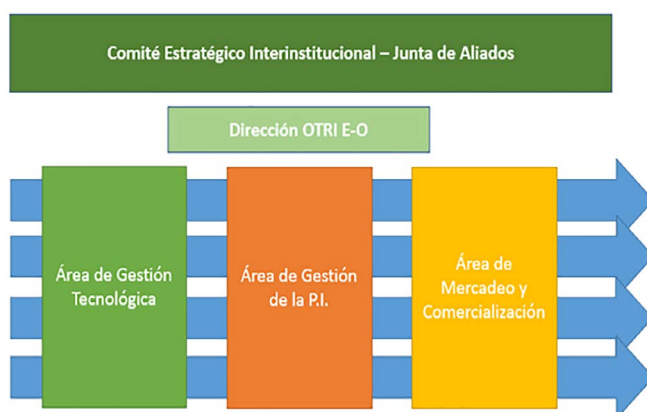 Comité Estratégico Interinstitucional – Junta de Aliados
Dirección OTRI E-O
Área de Gestión
Tecnológica
Área de Gestión
de la P.I.
Área de
Mercadeo y
Comercialización